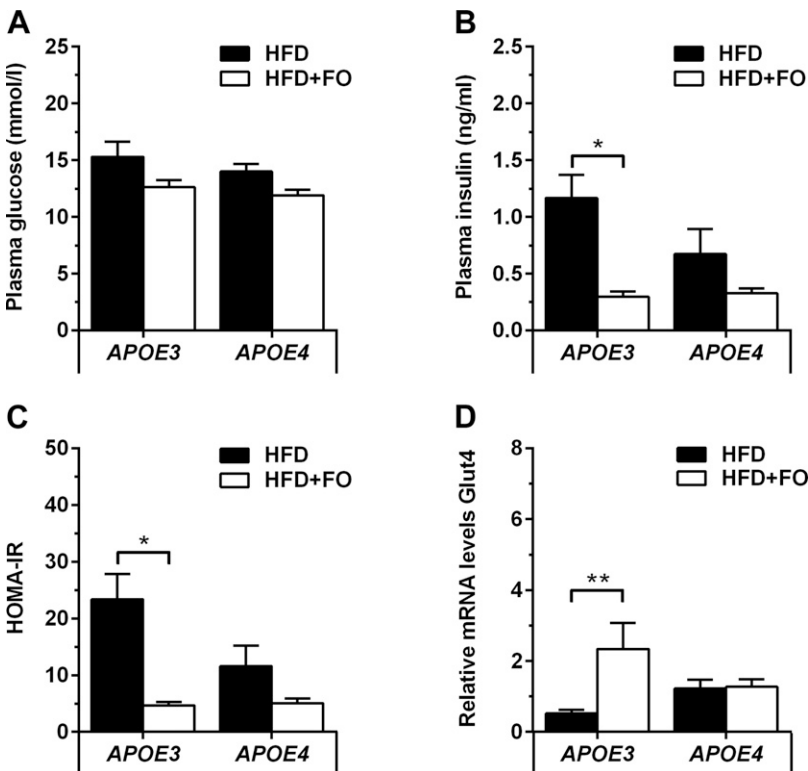 A
Plasma glucose (mmol/l)
25
20
15
10
5
0
HFD
HFD+FO
APOE3
APOE4
B
Plasma insulin (ng/ml)
2.5
2.0
1.5
1.0
0.5
0.0
HFD
HFD+FO
*
APOE3
APOE4
C
HOMA-IR
50
40
30
20
10
0
HFD
HFD+FO
*
APOE3
APOE4
D
Relative mRNA levels Glut4
8
6
4
2
0
HFD
HFD+FO
**
APOE3
APOE4